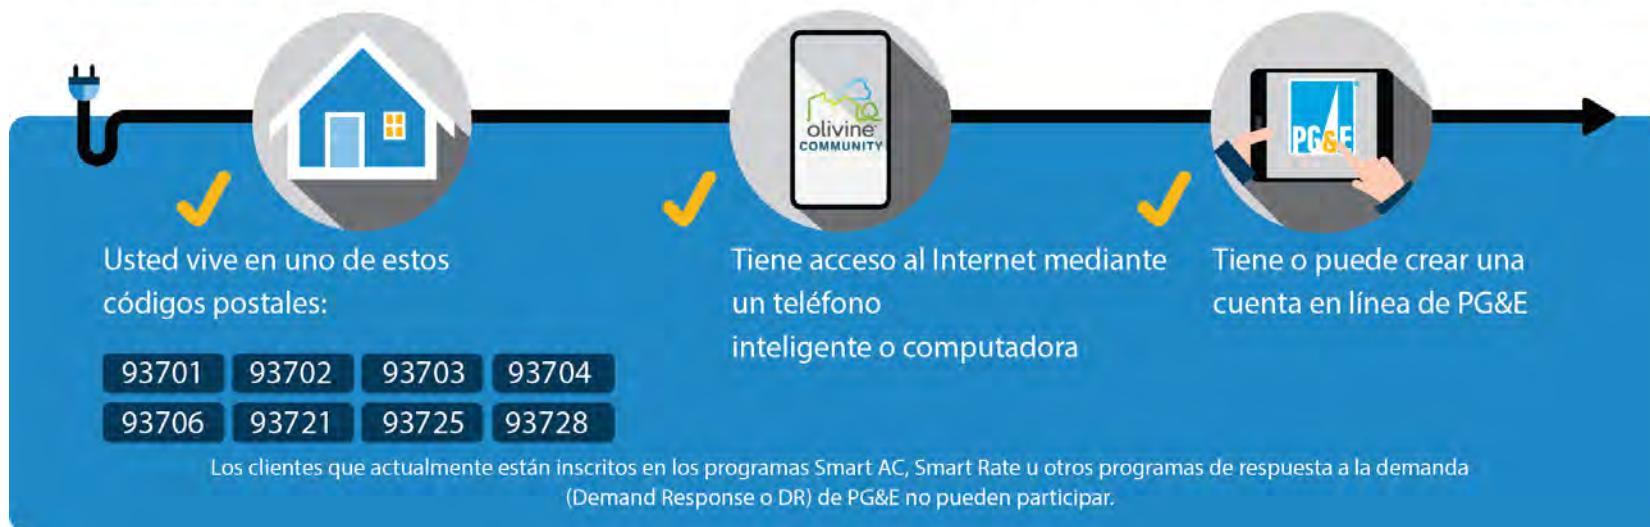 olivine
COMMUNITY
PG&E
Usted vive en uno de estos
códigos postales:
93701 93702 93703 93704
93706 93721 93725 93728
Tiene acceso al Internet mediante
un teléfono
inteligente o computadora
Tiene o puede crear una
cuenta en línea de PG&E
Los clientes que actualmente están inscritos en los programas Smart AC, Smart Rate u otros programas de respuesta a la demanda
(Demand Response o DR) de PG&E no pueden participar.